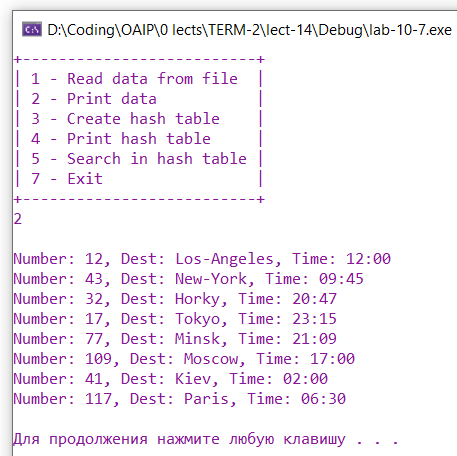 D:\Coding\OAIP\0 lects\TERM-2\lect-14\Debug\lab-10-7.exe
+--------------------------+
| 1 - Read data from file  |
| 2 - Print data           |
| 3 - Create hash table    |
| 4 - Print hash table     |
| 5 - Search in hash table |
| 7 - Exit                 |
+--------------------------+
2
Number: 12, Dest: Los-Angeles, Time: 12:00
Number: 43, Dest: New-York, Time: 09:45
Number: 32, Dest: Horky, Time: 20:47
Number: 17, Dest: Tokyo, Time: 23:15
Number: 77, Dest: Minsk, Time: 21:09
Number: 109, Dest: Moscow, Time: 17:00
Number: 41, Dest: Kiev, Time: 02:00
Number: 117, Dest: Paris, Time: 06:30
Для продолжения нажмите любую клавишу . . .